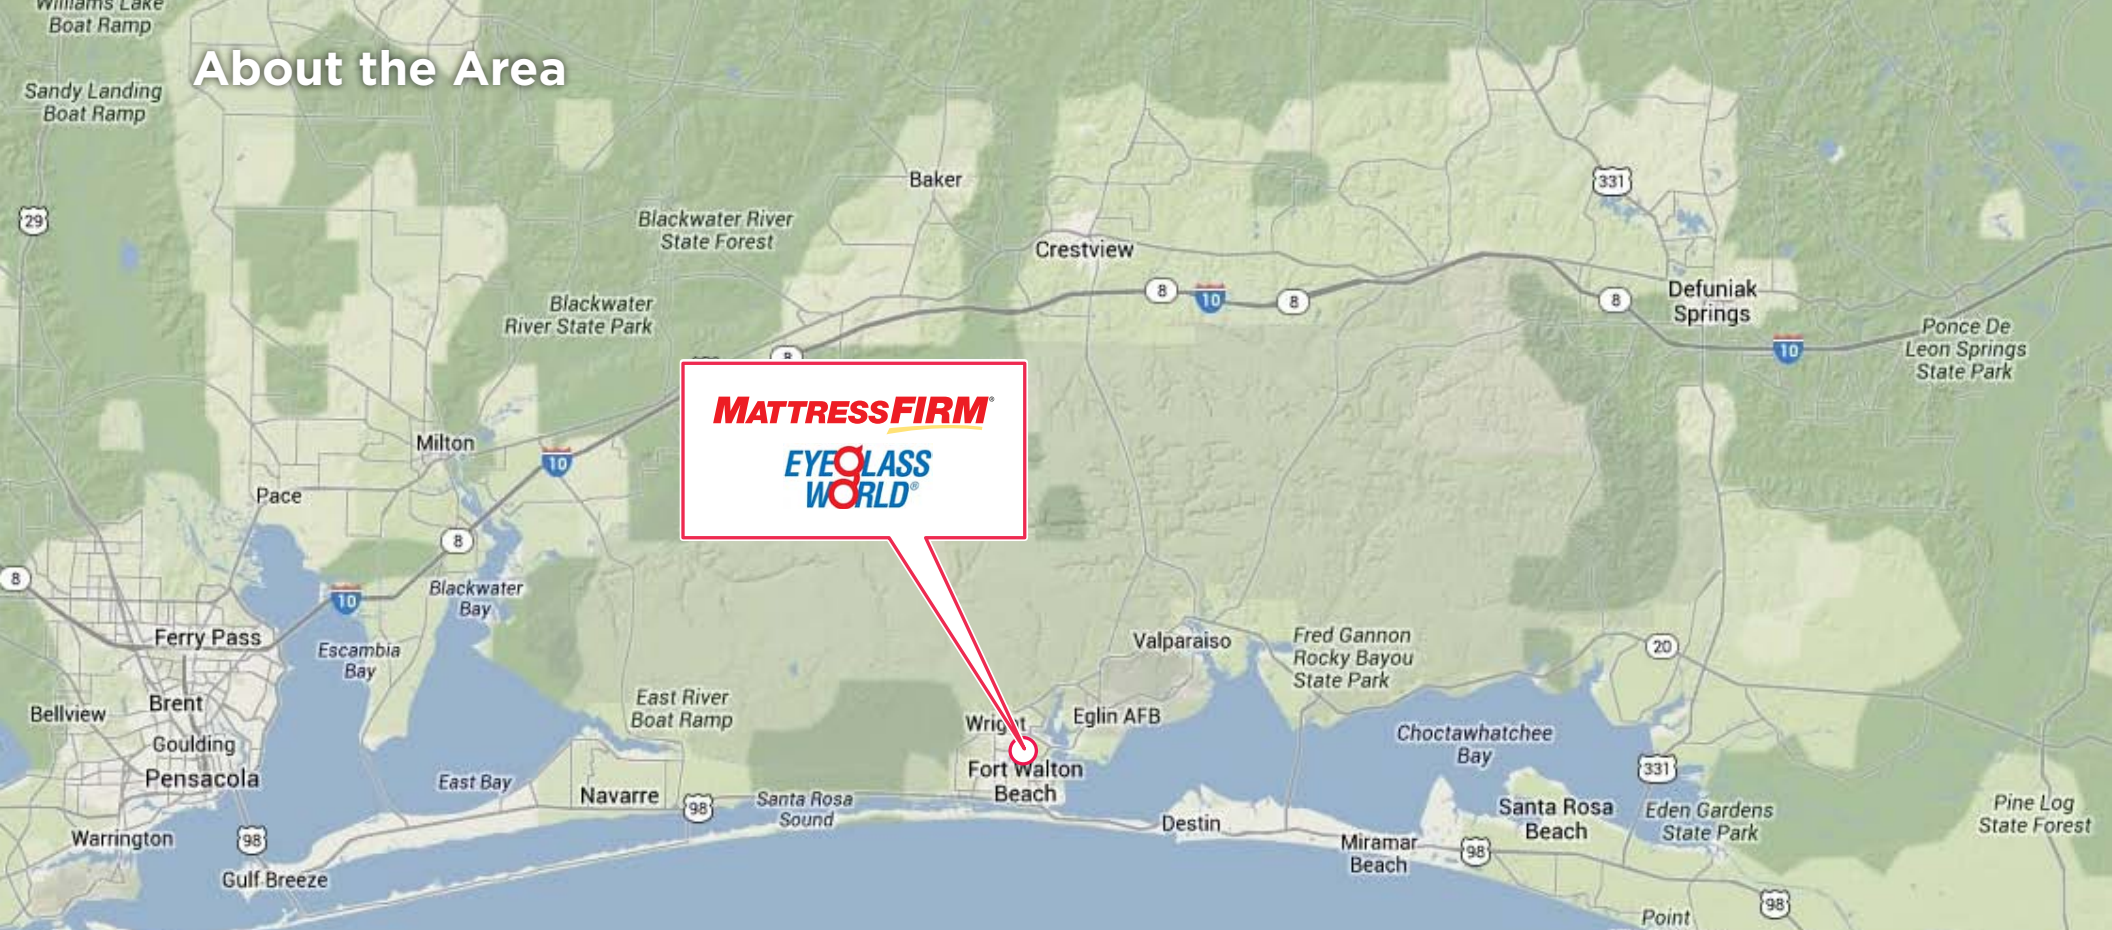 Williams Lake
Boat Ramp
About the Area
Sandy Landing
Boat Ramp
Baker
331
29
Blackwater River
State Forest
Crestview
8
10
8
8
Defuniak
Springs
Blackwater
River State Park
10
Ponce De
Leon Springs
State Park
8
MATTRESSFIRM®
EYEGLASS
WORLD®
Milton
10
Pace
8
8
10
Blackwater
Bay
Ferry Pass
Escambia
Bay
Valparaiso
Fred Gannon
Rocky Bayou
State Park
20
Brent
Bellview
East River
Boat Ramp
Wright
Eglin AFB
Goulding
Pensacola
Choctawhatchee
Bay
331
East Bay
Navarre
98
Santa Rosa
Sound
Fort Walton
Beach
Destin
Santa Rosa
Beach
Eden Gardens
State Park
Pine Log
State Forest
Warrington
98
Miramar
Beach
98
Gulf Breeze
98
Point